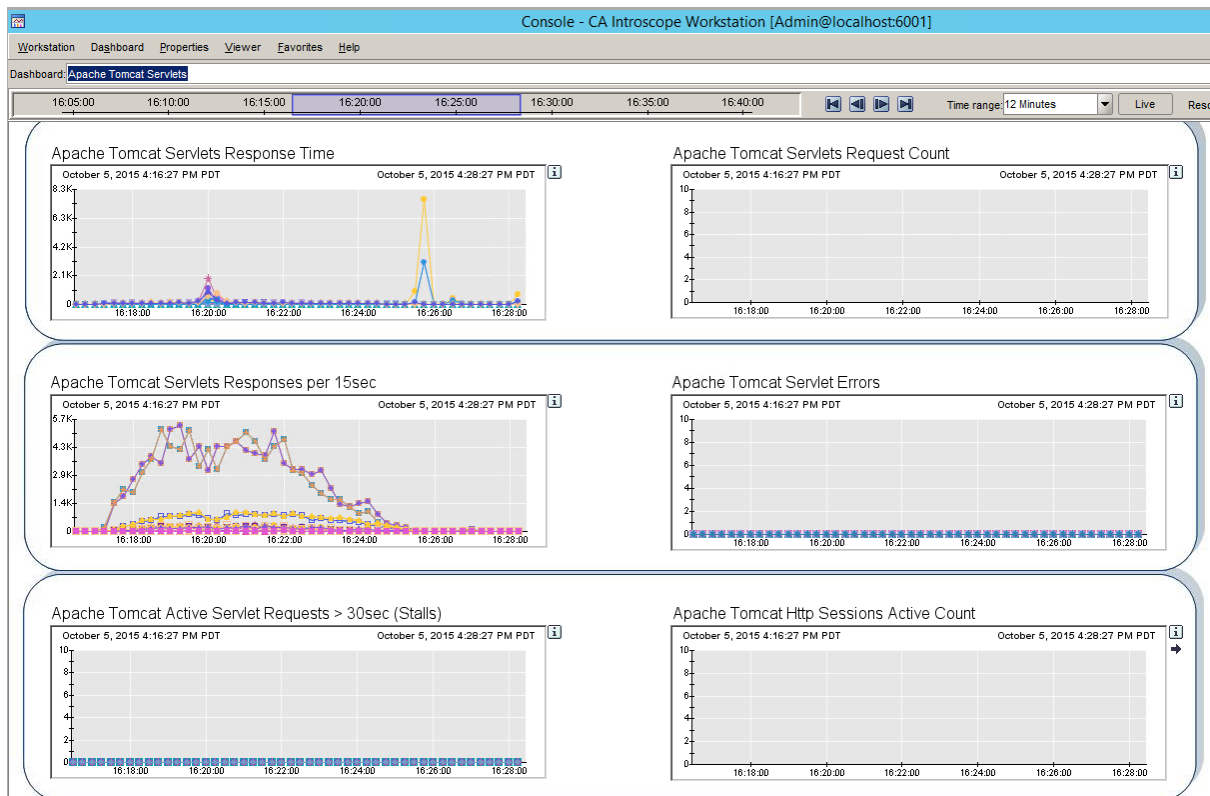 Console - CA Introscope Workstation [Admin@localhost:6001]
Workstation Dashboard Properties Viewer Favorites Help
Dashboard: Apache Tomcat Servlets
16:05:00 16:10:00 16:15:00 16:20:00 16:25:00 16:30:00 16:35:00 16:40:00 Time range: 12 Minutes Live
Apache Tomcat Servlets Response Time
October 5, 2015 4:16:27 PM PDT October 5, 2015 4:28:27 PM PDT
8.3K
6.3K
4.2K
2.1K
0
16:18:00 16:20:00 16:22:00 16:24:00 16:26:00 16:28:00
Apache Tomcat Servlets Request Count
October 5, 2015 4:16:27 PM PDT October 5, 2015 4:28:27 PM PDT
10
8
6
4
2
0
16:18:00 16:20:00 16:22:00 16:24:00 16:26:00 16:28:00
Apache Tomcat Servlets Responses per 15sec
October 5, 2015 4:16:27 PM PDT October 5, 2015 4:28:27 PM PDT
5.7K
4.3K
2.9K
1.4K
0
16:18:00 16:20:00 16:22:00 16:24:00 16:26:00 16:28:00
Apache Tomcat Servlet Errors
October 5, 2015 4:16:27 PM PDT October 5, 2015 4:28:27 PM PDT
10
8
6
4
2
0
16:18:00 16:20:00 16:22:00 16:24:00 16:26:00 16:28:00
Apache Tomcat Active Servlet Requests > 30sec (Stalls)
October 5, 2015 4:16:27 PM PDT October 5, 2015 4:28:27 PM PDT
10
8
6
4
2
0
16:18:00 16:20:00 16:22:00 16:24:00 16:26:00 16:28:00
Apache Tomcat Http Sessions Active Count
October 5, 2015 4:16:27 PM PDT October 5, 2015 4:28:27 PM PDT
10
8
6
4
2
0
16:18:00 16:20:00 16:22:00 16:24:00 16:26:00 16:28:00